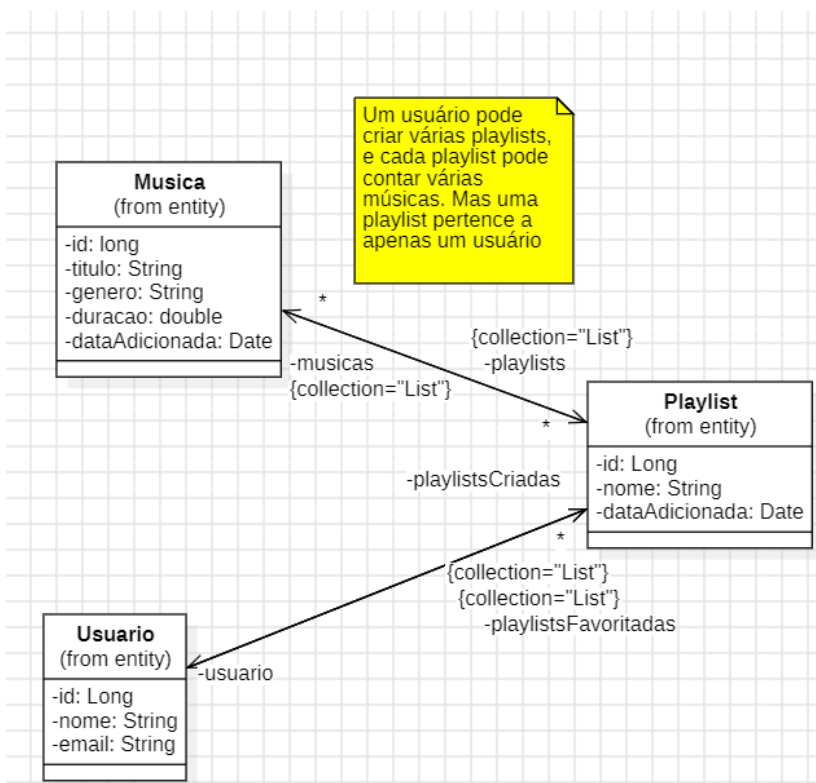 Um usuário pode
criar várias playlists,
e cada playlist pode
contar várias
músicas. Mas uma
playlist pertence a
apenas um usuário
Musica
(from entity)
-id: long
-titulo: String
-genero: String
-duracao: double
-dataAdicionada: Date
*
-musicas
{collection="List"}
{collection="List"}
-playlists
*
Playlist
(from entity)
-id: Long
-nome: String
-dataAdicionada: Date
-playlistsCriadas
*
{collection="List"}
{collection="List"}
-playlistsFavoritadas
Usuario
(from entity)
-id: Long
-nome: String
-email: String
-usuario